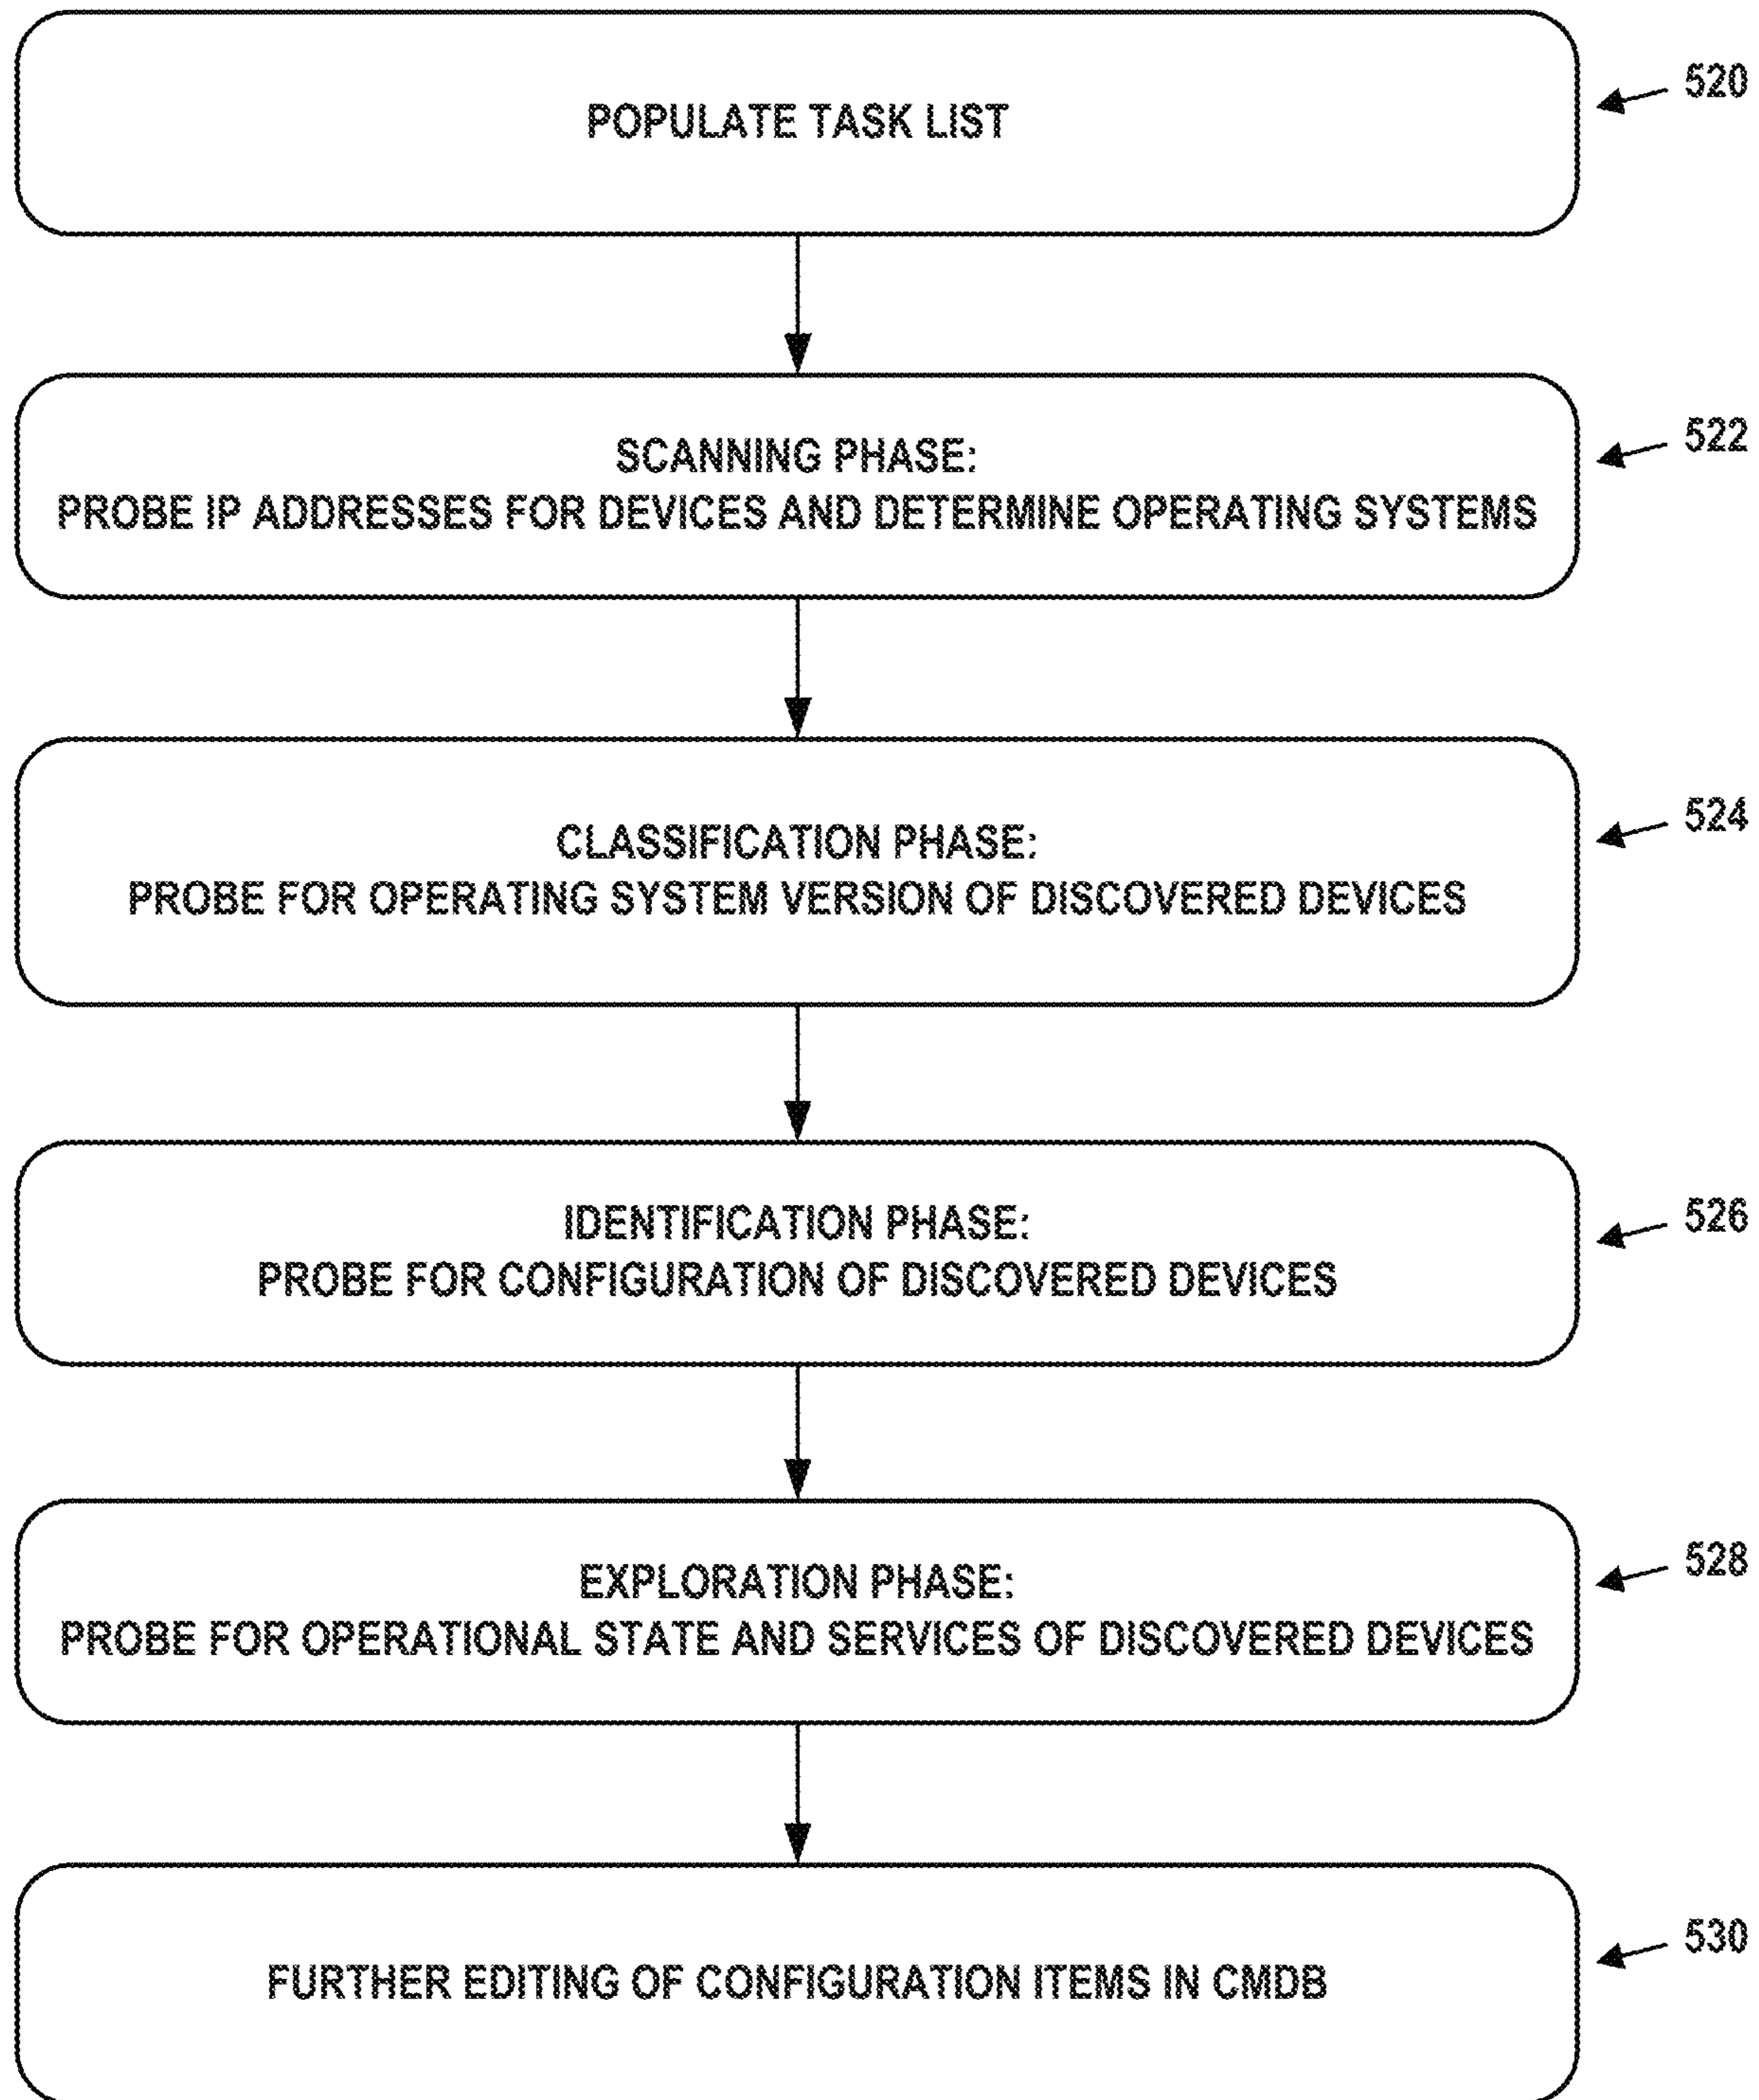 POPULATE TASK LIST
520
SCANNING PHASE:
PROBE IP ADDRESSES FOR DEVICES AND DETERMINE OPERATING SYSTEMS
522
CLASSIFICATION PHASE:
PROBE FOR OPERATING SYSTEM VERSION OF DISCOVERED DEVICES
524
IDENTIFICATION PHASE:
PROBE FOR CONFIGURATION OF DISCOVERED DEVICES
526
EXPLORATION PHASE:
PROBE FOR OPERATIONAL STATE AND SERVICES OF DISCOVERED DEVICES
528
FURTHER EDITING OF CONFIGURATION ITEMS IN CMDB
530